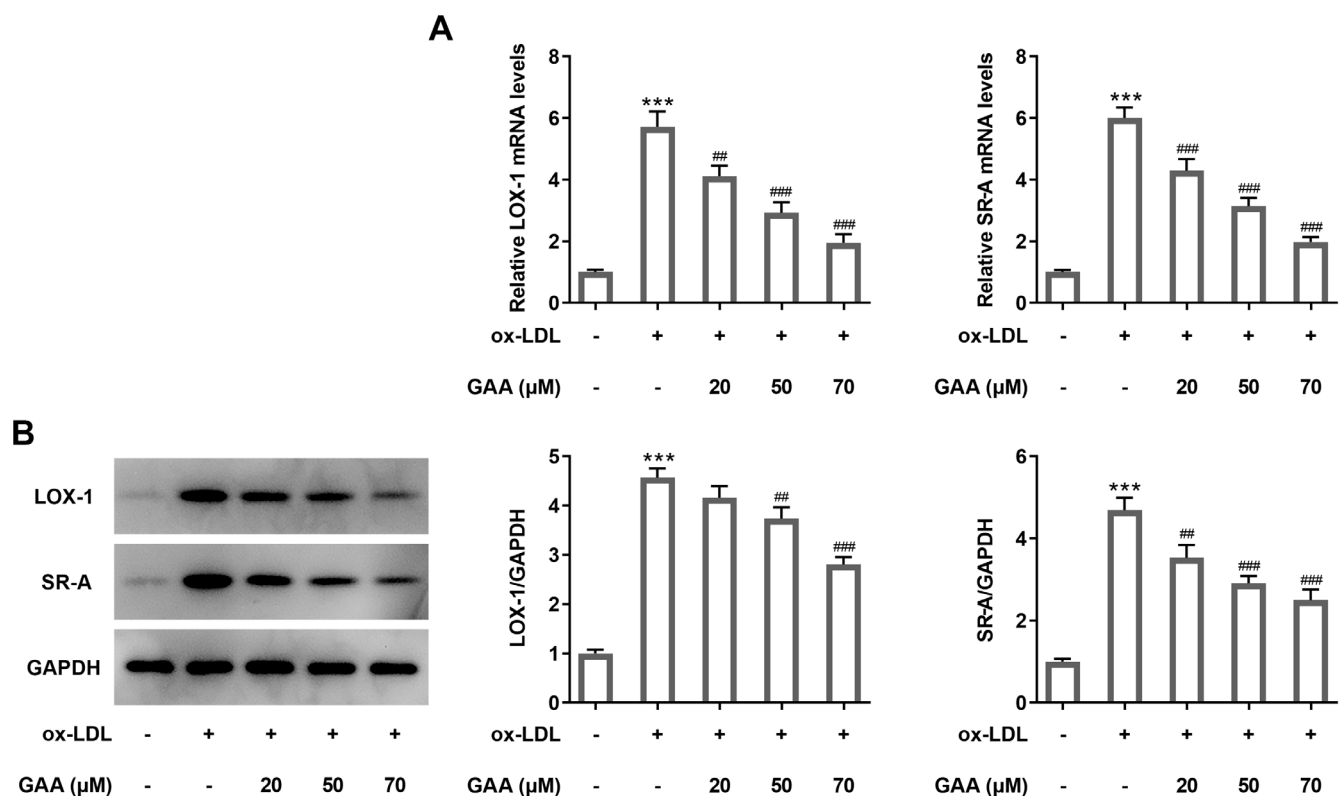 A
Relative LOX-1 mRNA levels
8
6
4
2
0
***
##
###
###
ox-LDL - + + + +
GAA (µM) - - 20 50 70
Relative SR-A mRNA levels
8
6
4
2
0
***
###
###
###
ox-LDL - + + + +
GAA (µM) - - 20 50 70
B
LOX-1
SR-A
GAPDH
ox-LDL - + + + +
GAA (µM) - - 20 50 70
LOX-1/GAPDH
5
4
3
2
1
0
***
##
###
ox-LDL - + + + +
GAA (µM) - - 20 50 70
SR-A/GAPDH
6
4
2
0
***
##
###
###
ox-LDL - + + + +
GAA (µM) - - 20 50 70